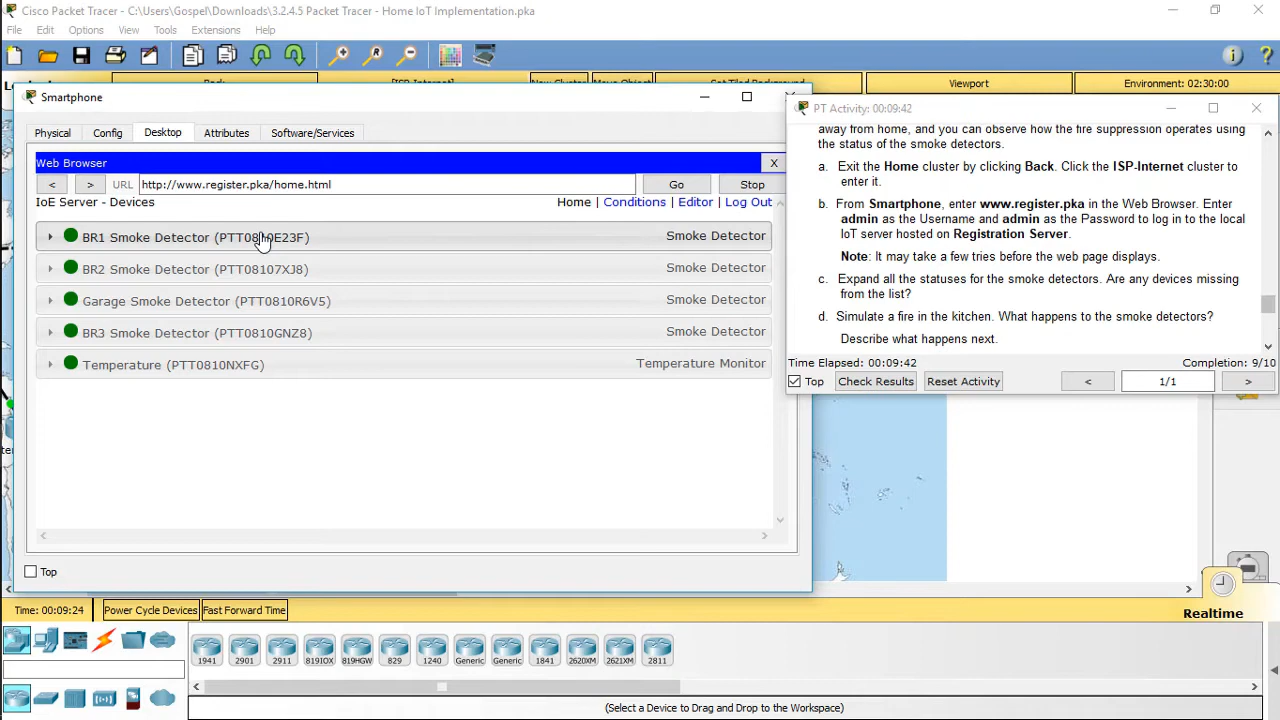 Cisco Packet Tracer - C:\Users\Gospel\Downloads\3.2.4.5 Packet Tracer - Home IoT Implementation.pka
File Edit Options View Tools Extensions Help
Back [ISP-Internet] New Cluster Move Object Set Tiled Background Viewport Environment: 02:30:00
Smartphone
Physical Config Desktop Attributes Software/Services
Web Browser X
< > URL http://www.register.pka/home.html Go Stop
IoE Server - Devices Home | Conditions | Editor | Log Out
BR1 Smoke Detector (PTT0810E23F) Smoke Detector
BR2 Smoke Detector (PTT08107XJ8) Smoke Detector
Garage Smoke Detector (PTT0810R6V5) Smoke Detector
BR3 Smoke Detector (PTT0810GNZ8) Smoke Detector
Temperature (PTT0810NXFG) Temperature Monitor
Top
PT Activity: 00:09:42
away from home, and you can observe how the fire suppression operates using
the status of the smoke detectors.
a. Exit the Home cluster by clicking Back. Click the ISP-Internet cluster to
enter it.
b. From Smartphone, enter www.register.pka in the Web Browser. Enter
admin as the Username and admin as the Password to log in to the local
IoT server hosted on Registration Server.
Note: It may take a few tries before the web page displays.
c. Expand all the statuses for the smoke detectors. Are any devices missing
from the list?
d. Simulate a fire in the kitchen. What happens to the smoke detectors?
Describe what happens next.
Time Elapsed: 00:09:42 Completion: 9/10
Top Check Results Reset Activity < 1/1 >
Time: 00:09:24 Power Cycle Devices Fast Forward Time
Realtime
1941 2901 2911 819IOX 819HGW 829 1240 Generic Generic 1841 2620XM 2621XM 2811
(Select a Device to Drag and Drop to the Workspace)